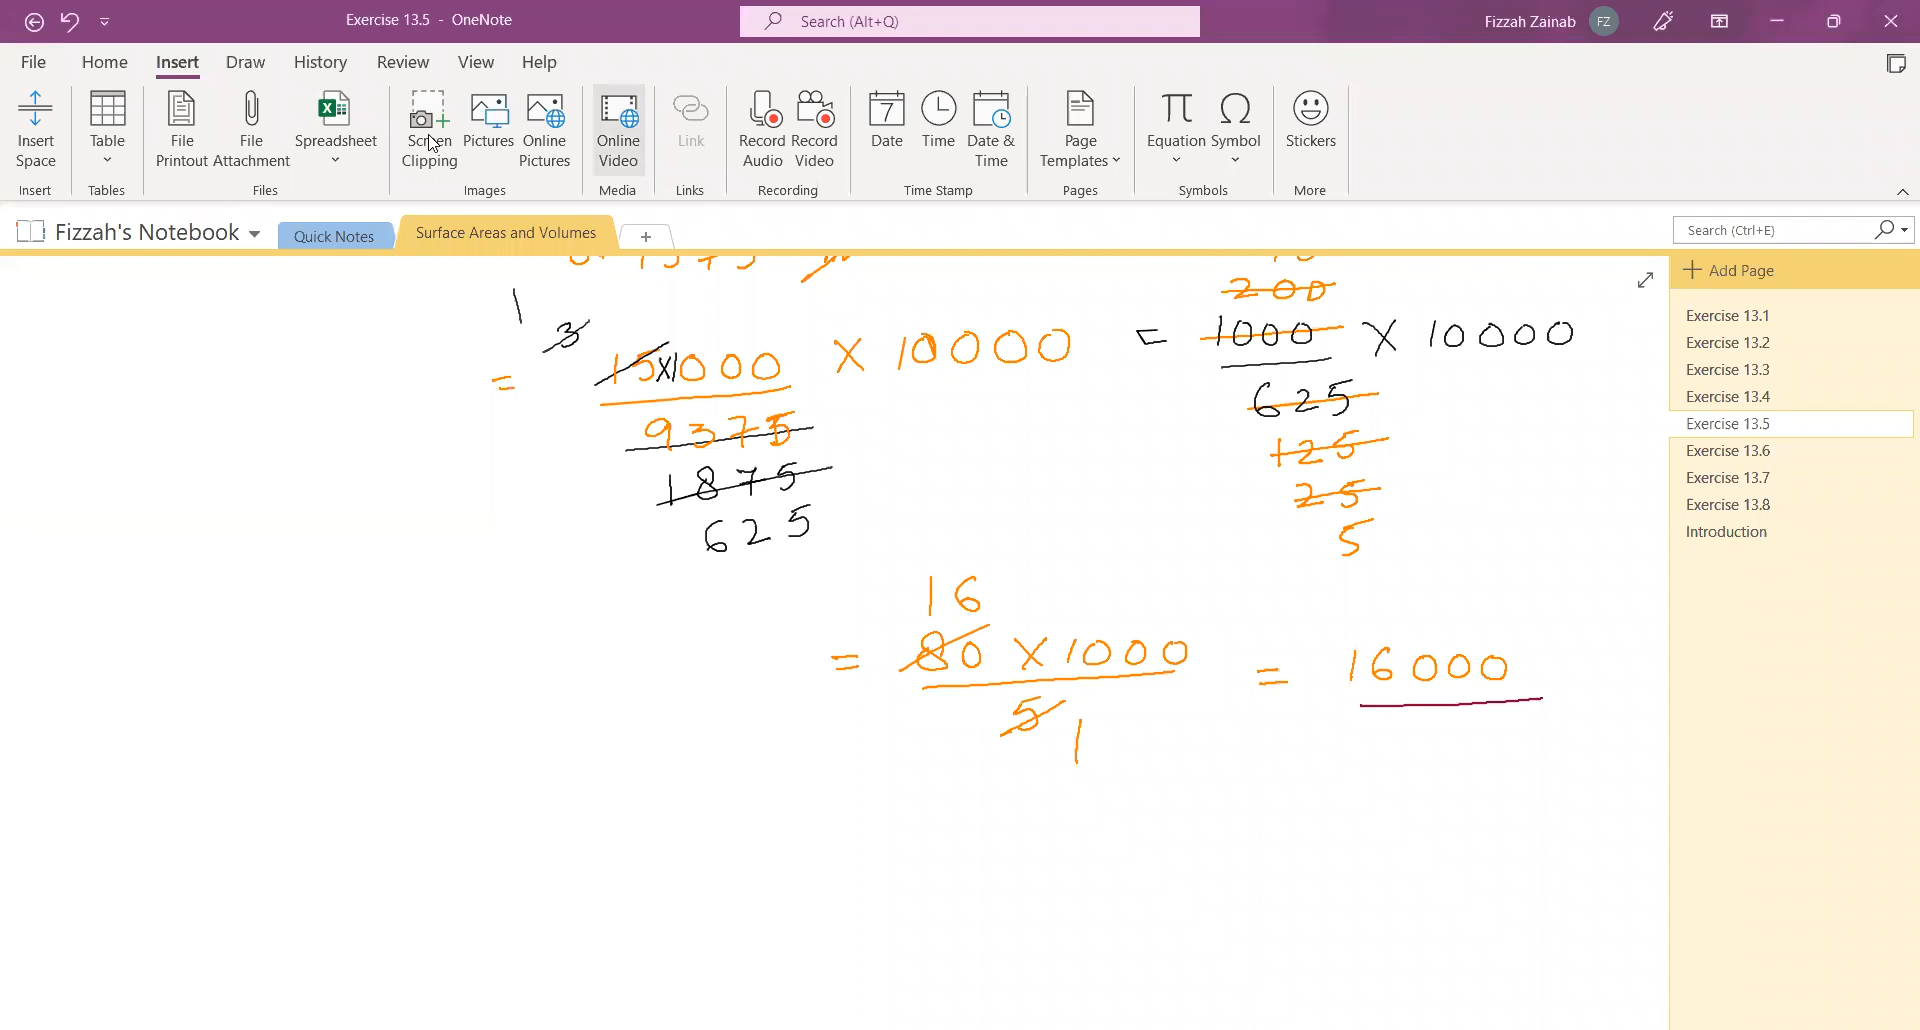 Exercise 13.5 - OneNote
Search (Alt+Q)
Fizzah Zainab
FZ
File Home Insert Draw History Review View Help
Insert Space
Table
File Printout
File Attachment
Spreadsheet
Screen Clipping
Pictures
Online Pictures
Online Video
Link
Record Audio
Record Video
7
Date
Time
Date & Time
Page Templates
π
Equation
Ω
Symbol
Stickers
Insert Tables Files Images Media Links Recording Time Stamp Pages Symbols More
Fizzah's Notebook
Quick Notes
Surface Areas and Volumes
+
Search (Ctrl+E)
Add Page
Exercise 13.1
Exercise 13.2
Exercise 13.3
Exercise 13.4
Exercise 13.5
Exercise 13.6
Exercise 13.7
Exercise 13.8
Introduction
1
3
= 15×1000 × 10000
9375
1875
625
200
= 1000 × 10000
625
125
25
5
16
= 80 × 1000 = 16000
5
1